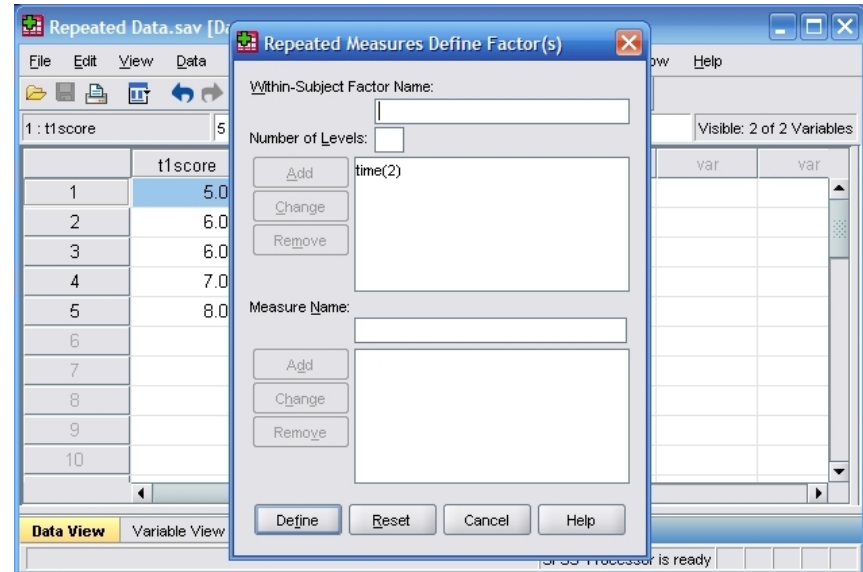 Repeated Data.sav [Da
Repeated Measures Define Factor(s)
File Edit View Data
ow Help
1 : t1score
5
Visible: 2 of 2 Variables
t1score
var
var
1
5.0
2
6.0
3
6.0
4
7.0
5
8.0
6
7
8
9
10
Within-Subject Factor Name:
Number of Levels:
Add
Change
Remove
time(2)
Measure Name:
Add
Change
Remove
Define
Reset
Cancel
Help
Data View
Variable View
SPSS Processor is ready